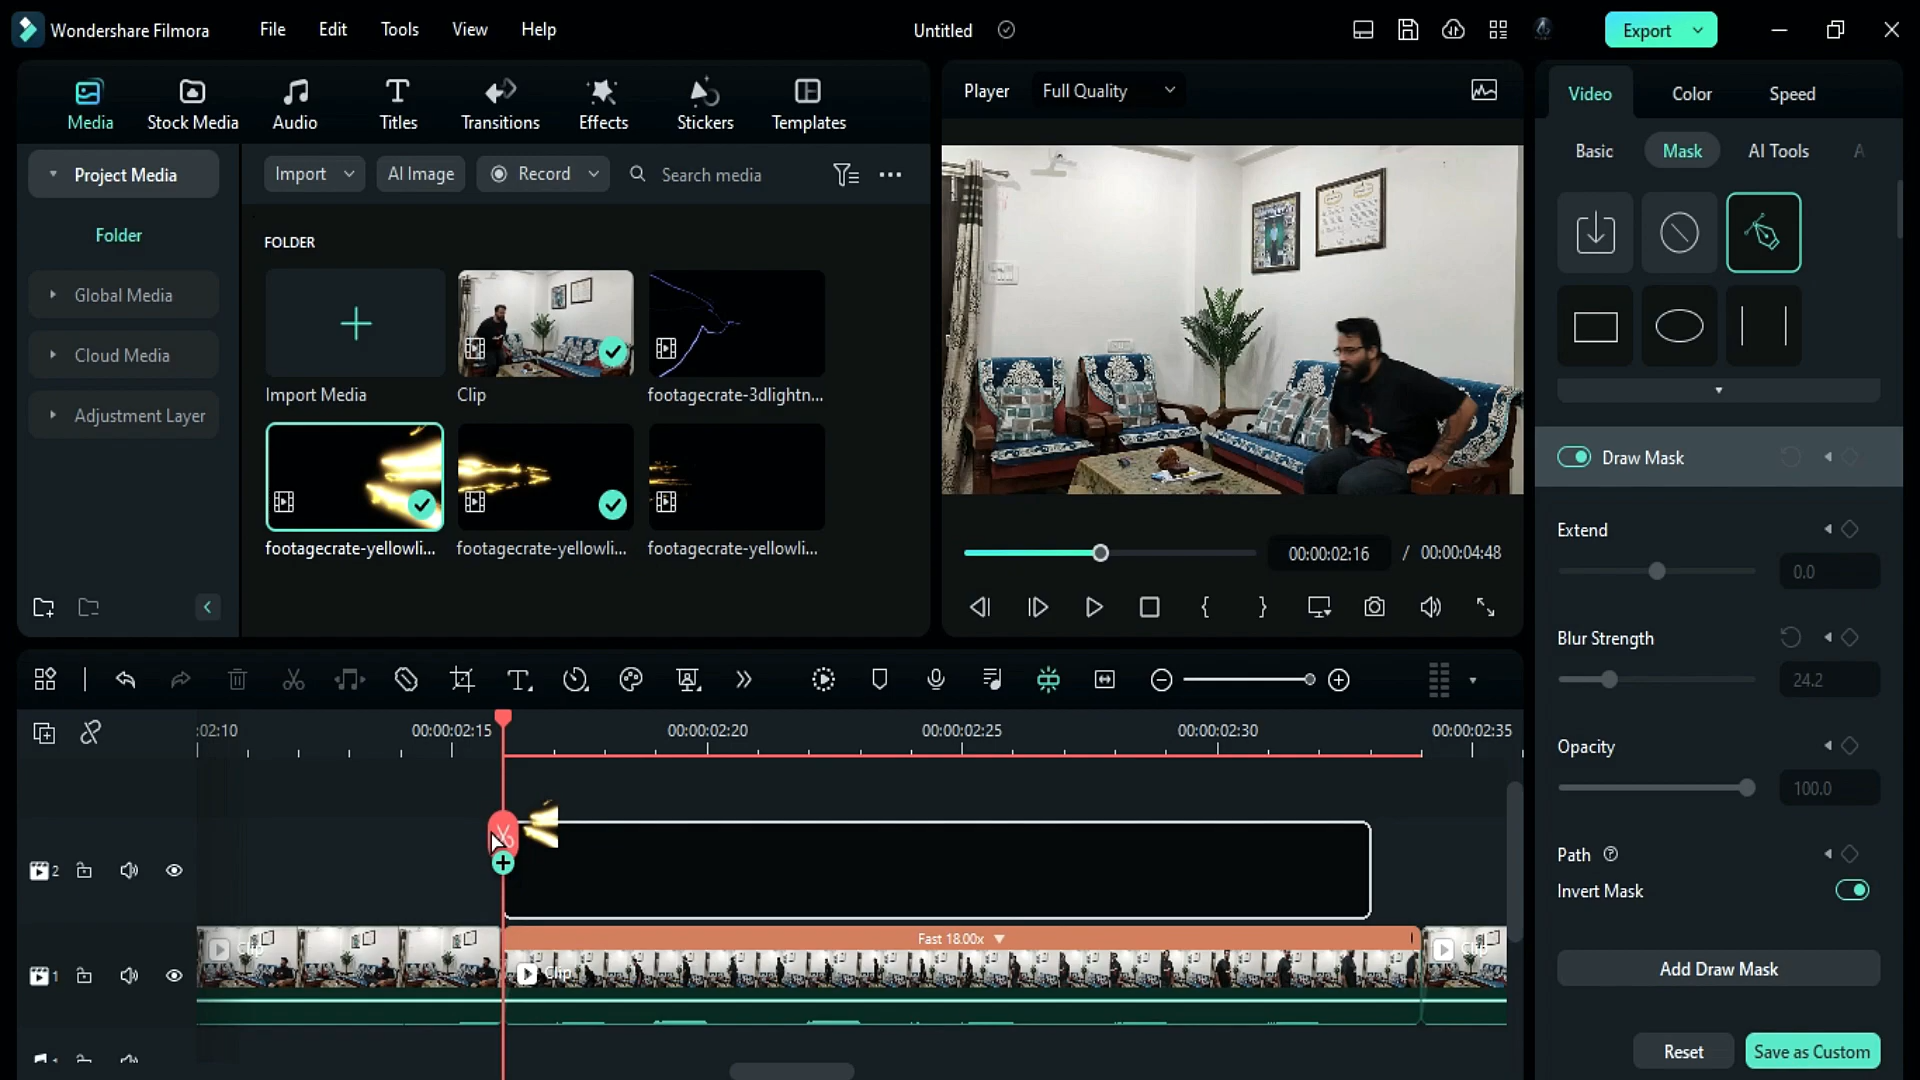 Wondershare Filmora
File
Edit
Tools
View
Help
Untitled
Export
Media
Stock Media
Audio
Titles
Transitions
Effects
Stickers
Templates
Project Media
Folder
Global Media
Cloud Media
Adjustment Layer
Import
AI Image
Record
Search media
FOLDER
Import Media
Clip
footagecrate-3dlightn...
footagecrate-yellowli...
footagecrate-yellowli...
footagecrate-yellowli...
Player
Full Quality
00:00:02:16 / 00:00:04:48
Video
Color
Speed
Basic
Mask
AI Tools
A
Draw Mask
Extend
0.0
Blur Strength
24.2
Opacity
100.0
Path
Invert Mask
Add Draw Mask
Reset
Save as Custom
:02:10
00:00:02:15
00:00:02:20
00:00:02:25
00:00:02:30
00:00:02:35
2
Fast 18.00x
1
Clip
Clip
Clip